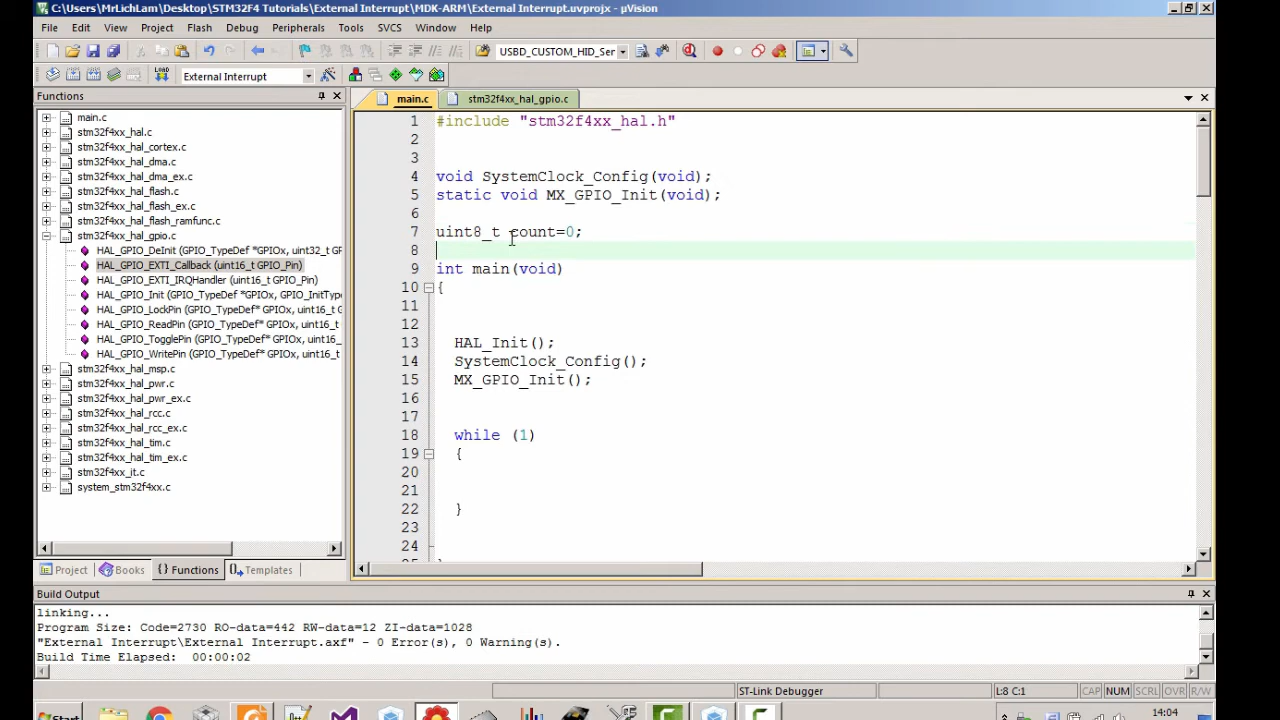 C:\Users\MrLichLam\Desktop\STM32F4 Tutorials\External Interrupt\MDK-ARM\External Interrupt.uvprojx - µVision
File Edit View Project Flash Debug Peripherals Tools SVCS Window Help
USBD_CUSTOM_HID_Ser
LOAD External Interrupt
Functions
main.c
stm32f4xx_hal.c
stm32f4xx_hal_cortex.c
stm32f4xx_hal_dma.c
stm32f4xx_hal_dma_ex.c
stm32f4xx_hal_flash.c
stm32f4xx_hal_flash_ex.c
stm32f4xx_hal_flash_ramfunc.c
stm32f4xx_hal_gpio.c
HAL_GPIO_DeInit (GPIO_TypeDef *GPIOx, uint32_t G
HAL_GPIO_EXTI_Callback (uint16_t GPIO_Pin)
HAL_GPIO_EXTI_IRQHandler (uint16_t GPIO_Pin)
HAL_GPIO_Init (GPIO_TypeDef *GPIOx, GPIO_InitType
HAL_GPIO_LockPin (GPIO_TypeDef* GPIOx, uint16_t
HAL_GPIO_ReadPin (GPIO_TypeDef* GPIOx, uint16_t
HAL_GPIO_TogglePin (GPIO_TypeDef* GPIOx, uint16_t
HAL_GPIO_WritePin (GPIO_TypeDef* GPIOx, uint16_t
stm32f4xx_hal_msp.c
stm32f4xx_hal_pwr.c
stm32f4xx_hal_pwr_ex.c
stm32f4xx_hal_rcc.c
stm32f4xx_hal_rcc_ex.c
stm32f4xx_hal_tim.c
stm32f4xx_hal_tim_ex.c
stm32f4xx_it.c
system_stm32f4xx.c
Project Books {} Functions Templates
main.c stm32f4xx_hal_gpio.c
1 #include "stm32f4xx_hal.h"
2
3
4 void SystemClock_Config(void);
5 static void MX_GPIO_Init(void);
6
7 uint8_t count=0;
8
9 int main(void)
10 {
11
12
13 HAL_Init();
14 SystemClock_Config();
15 MX_GPIO_Init();
16
17
18 while (1)
19 {
20
21
22 }
23
24
Build Output
linking...
Program Size: Code=2730 RO-data=442 RW-data=12 ZI-data=1028
"External Interrupt\External Interrupt.axf" - 0 Error(s), 0 Warning(s).
Build Time Elapsed: 00:00:02
ST-Link Debugger L:8 C:1 CAP NUM SCRL OVR R/W
Start 14:04